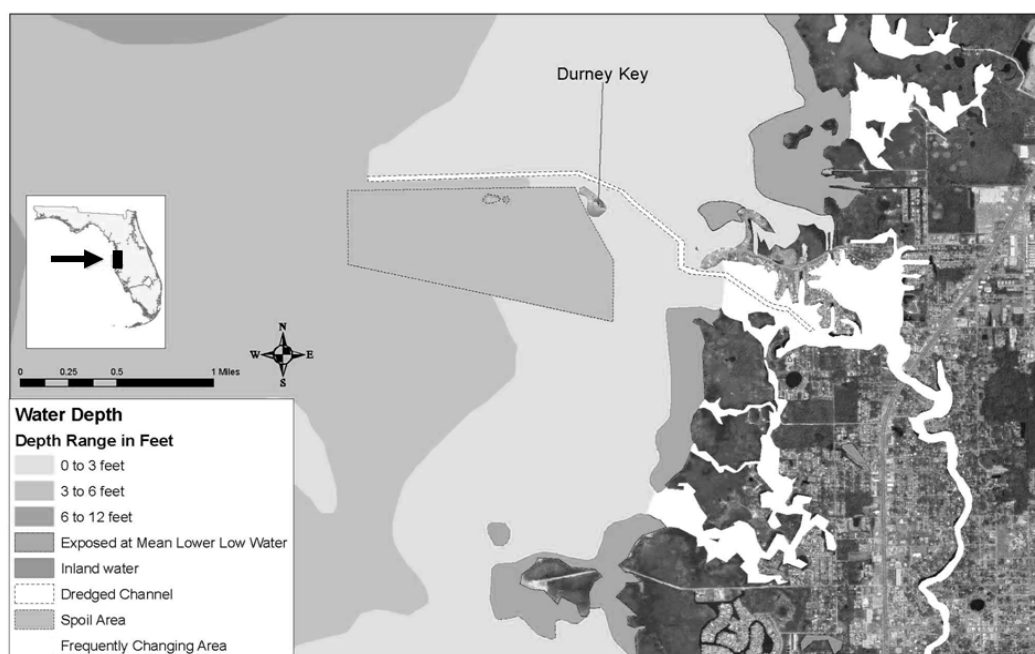 Durney Key
N
W E
S
0 0.25 0.5 1 Miles
Water Depth
Depth Range in Feet
0 to 3 feet
3 to 6 feet
6 to 12 feet
Exposed at Mean Lower Low Water
Inland water
Dredged Channel
Spoil Area
Frequently Changing Area